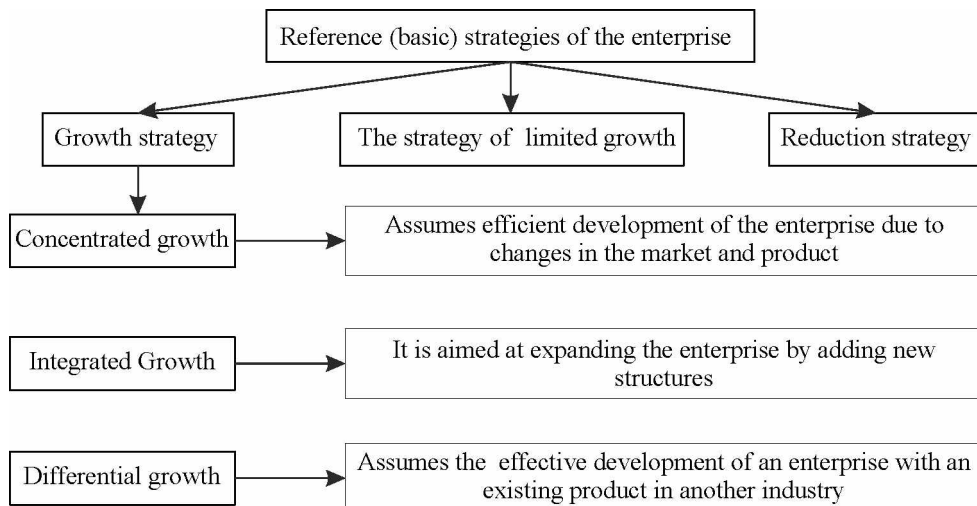 Reference (basic) strategies of the enterprise
Growth strategy
The strategy of limited growth
Reduction strategy
Concentrated growth
Assumes efficient development of the enterprise due to
changes in the market and product
Integrated Growth
It is aimed at expanding the enterprise by adding new
structures
Differential growth
Assumes the effective development of an enterprise with an
existing product in another industry